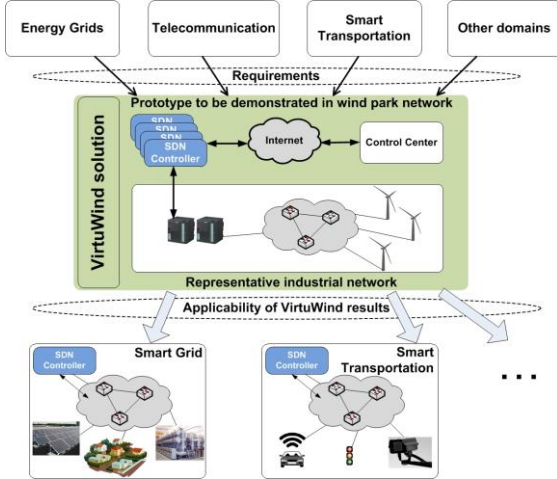 Energy Grids
Telecommunication
Smart
Transportation
Other domains
Requirements
Prototype to be demonstrated in wind park network
VirtuWind solution
SDN
SDN
SDN
SDN
Controller
Internet
Control Center
Representative industrial network
Applicability of VirtuWind results
SDN
Controller
Smart Grid
SDN
Controller
Smart
Transportation
...